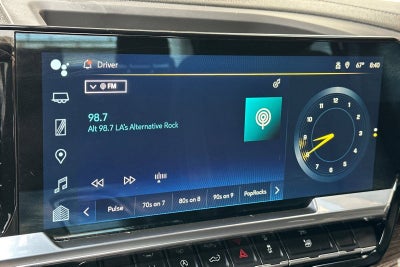 Driver
67°
8:40
FM
98.7
Alt 98.7 LA's Alternative Rock
12
1
2
3
4
5
6
7
8
9
10
11
Pulse
70s on 7
80s on 8
90s on 9
PopRocks